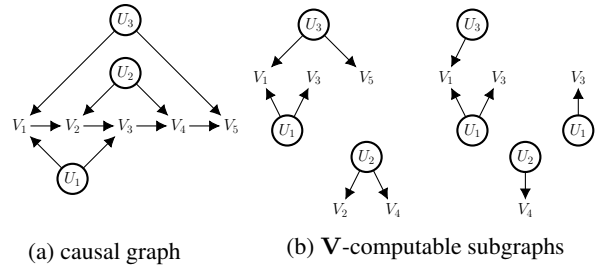 U₃
U₂
V₁ V₂ V₃ V₄ V₅
U₁
(a) causal graph
U₃ U₃
V₁ V₃ V₅ V₁ V₃ V₃
U₁ U₁ U₁
U₂ U₂
V₂ V₄ V₄
(b) V-computable subgraphs